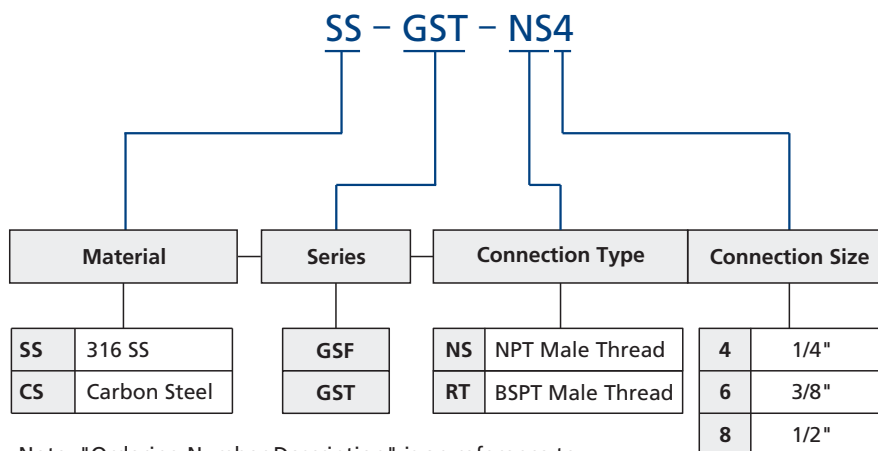 SS – GST – NS4
Material Series Connection Type Connection Size
SS 316 SS GSF NS NPT Male Thread 4 1/4"
CS Carbon Steel GST RT BSPT Male Thread 6 3/8"
8 1/2"